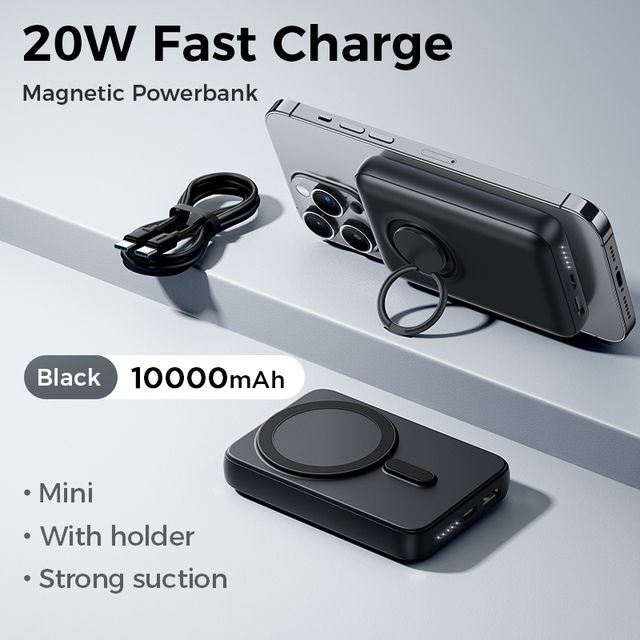 20W Fast Charge
Magnetic Powerbank
Black 10000mAh
• Mini
• With holder
• Strong suction